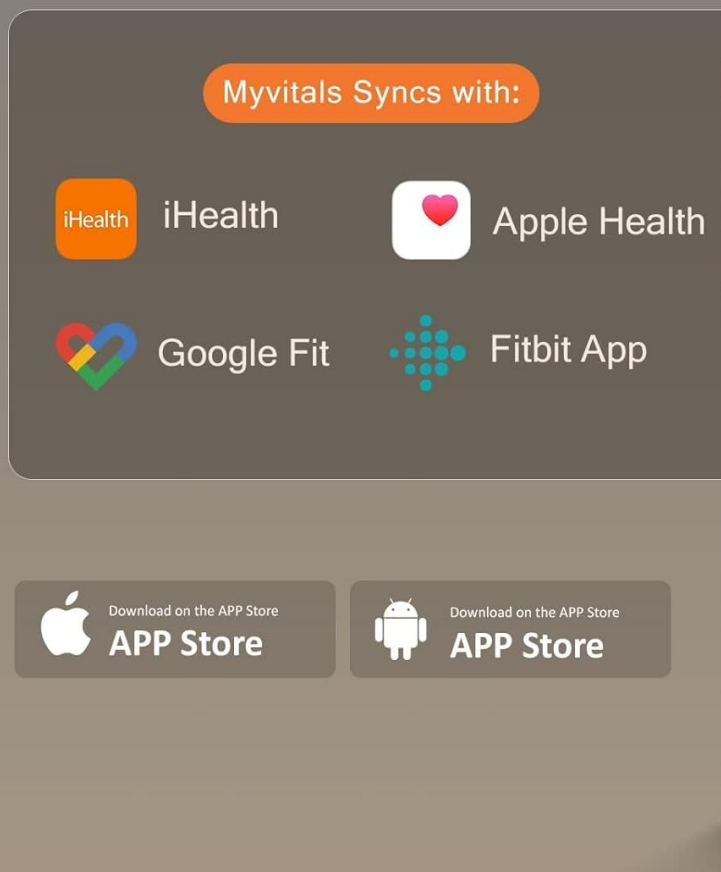 Myvitals Syncs with:
iHealth
iHealth
Apple Health
Google Fit
Fitbit App
Download on the APP Store
APP Store
Download on the APP Store
APP Store